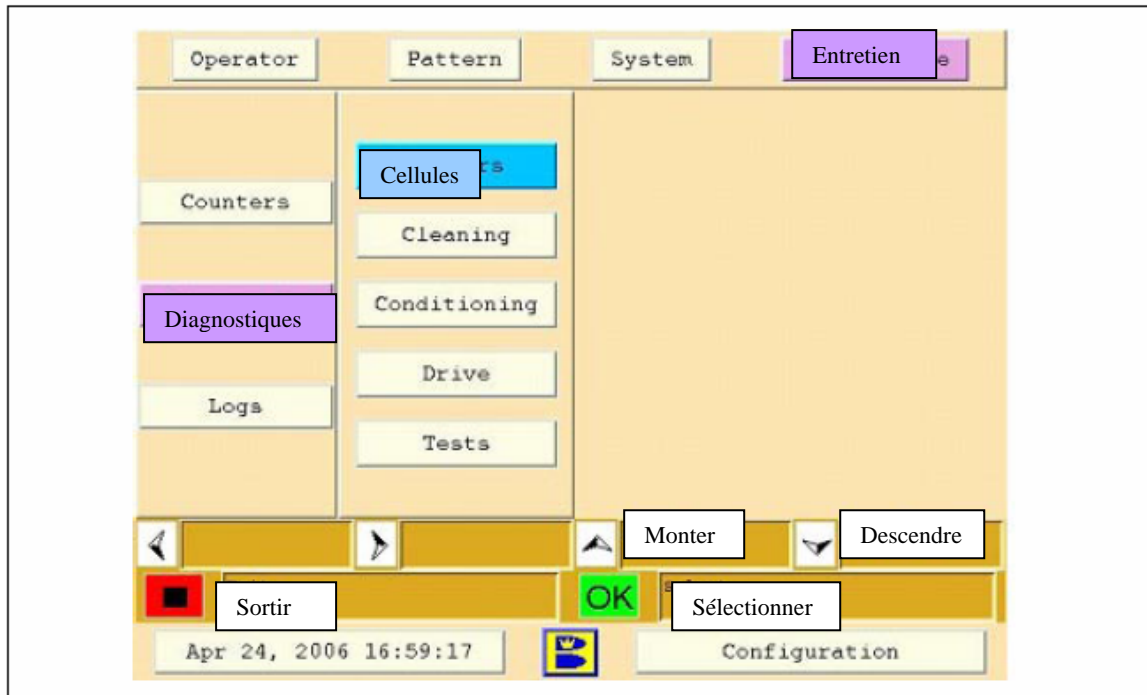 Operator Pattern System Entretien e
Cellules rs
Counters
Cleaning
Diagnostiques
Conditioning
Drive
Logs
Tests
Monter Descendre
Sortir OK Sélectionner
Apr 24, 2006 16:59:17 Configuration